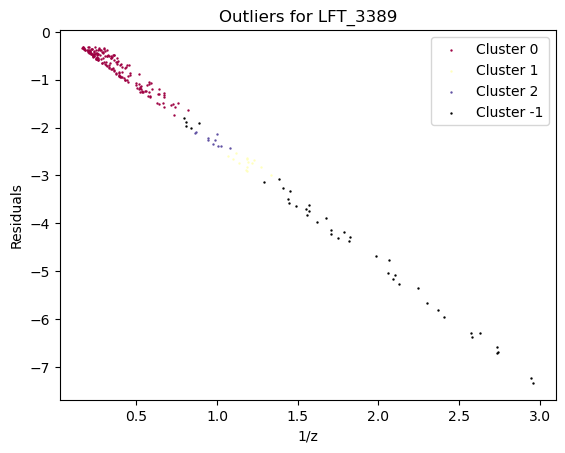 Outliers for LFT_3389
Cluster 0
Cluster 1
Cluster 2
Cluster -1
Residuals
0
−1
−2
−3
−4
−5
−6
−7
0.5
1.0
1.5
2.0
2.5
3.0
1/z